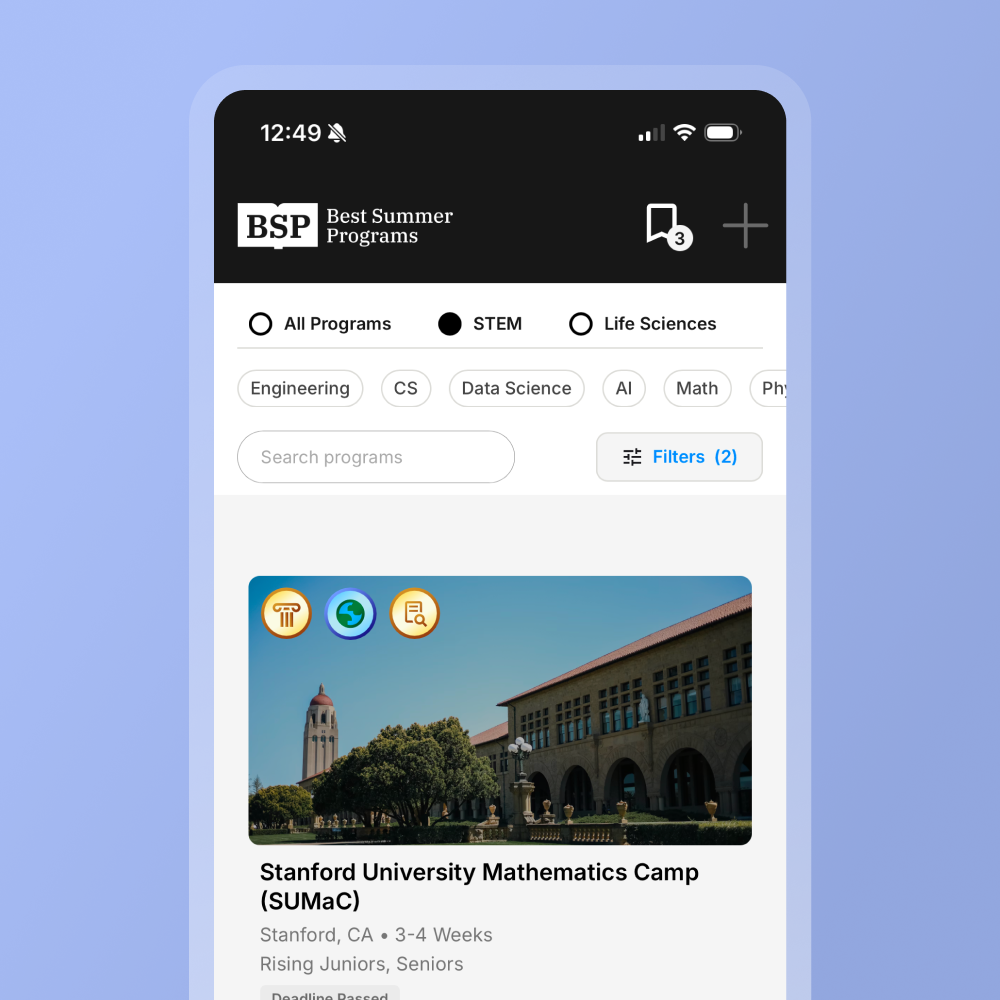 12:49
BSP Best Summer
Programs
3
All Programs STEM Life Sciences
Engineering CS Data Science AI Math Phy
Search programs Filters (2)
Stanford University Mathematics Camp
(SUMaC)
Stanford, CA • 3-4 Weeks
Rising Juniors, Seniors
Deadline Passed